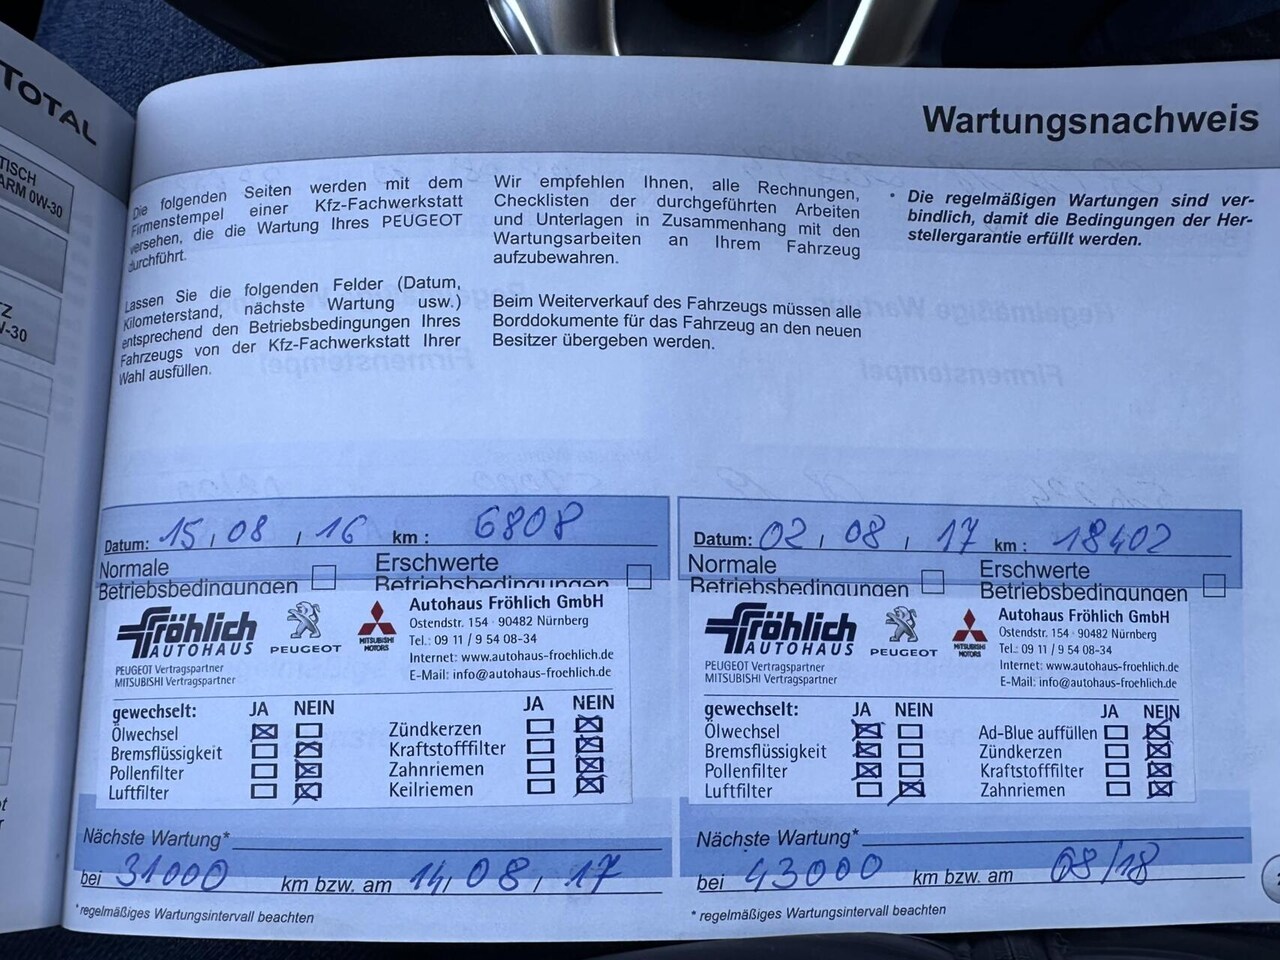 TOTAL
TISCH
ARM 0W-30
Wartungsnachweis
Die folgenden Seiten werden mit dem
Firmenstempel einer Kfz-Fachwerkstatt
versehen, die die Wartung Ihres PEUGEOT
durchführt.
Lassen Sie die folgenden Felder (Datum,
Kilometerstand, nächste Wartung usw.)
entsprechend den Betriebsbedingungen Ihres
Fahrzeugs von der Kfz-Fachwerkstatt Ihrer
Wahl ausfüllen.
Wir empfehlen Ihnen, alle Rechnungen,
Checklisten der durchgeführten Arbeiten
und Unterlagen in Zusammenhang mit den
Wartungsarbeiten an Ihrem Fahrzeug
aufzubewahren.
Beim Weiterverkauf des Fahrzeugs müssen alle
Borddokumente für das Fahrzeug an den neuen
Besitzer übergeben werden.
• Die regelmäßigen Wartungen sind ver-
bindlich, damit die Bedingungen der Her-
stellergarantie erfüllt werden.
Datum: 15 / 08 / 16 km : 6808
Normale Erschwerte
Betriebsbedingungen Betriebsbedingungen
Fröhlich
AUTOHAUS
PEUGEOT
MITSUBISHI
MOTORS
Autohaus Fröhlich GmbH
Ostendstr. 154 · 90482 Nürnberg
Tel.: 09 11 / 9 54 08-34
Internet: www.autohaus-froehlich.de
E-Mail: info@autohaus-froehlich.de
PEUGEOT Vertragspartner
MITSUBISHI Vertragspartner
gewechselt: JA NEIN JA NEIN
Ölwechsel Zündkerzen
Bremsflüssigkeit Kraftstofffilter
Pollenfilter Zahnriemen
Luftfilter Keilriemen
Nächste Wartung*
bei 31000 km bzw. am 14 / 08 / 17
* regelmäßiges Wartungsintervall beachten
Datum: 02 / 08 / 17 km : 18402
Normale Erschwerte
Betriebsbedingungen Betriebsbedingungen
Fröhlich
AUTOHAUS
PEUGEOT
MITSUBISHI
MOTORS
Autohaus Fröhlich GmbH
Ostendstr. 154 · 90482 Nürnberg
Tel.: 09 11 / 9 54 08-34
Internet: www.autohaus-froehlich.de
E-Mail: info@autohaus-froehlich.de
PEUGEOT Vertragspartner
MITSUBISHI Vertragspartner
gewechselt: JA NEIN JA NEIN
Ölwechsel Ad-Blue auffüllen
Bremsflüssigkeit Zündkerzen
Pollenfilter Kraftstofffilter
Luftfilter Zahnriemen
Nächste Wartung*
bei 43000 km bzw. am 08/18
* regelmäßiges Wartungsintervall beachten